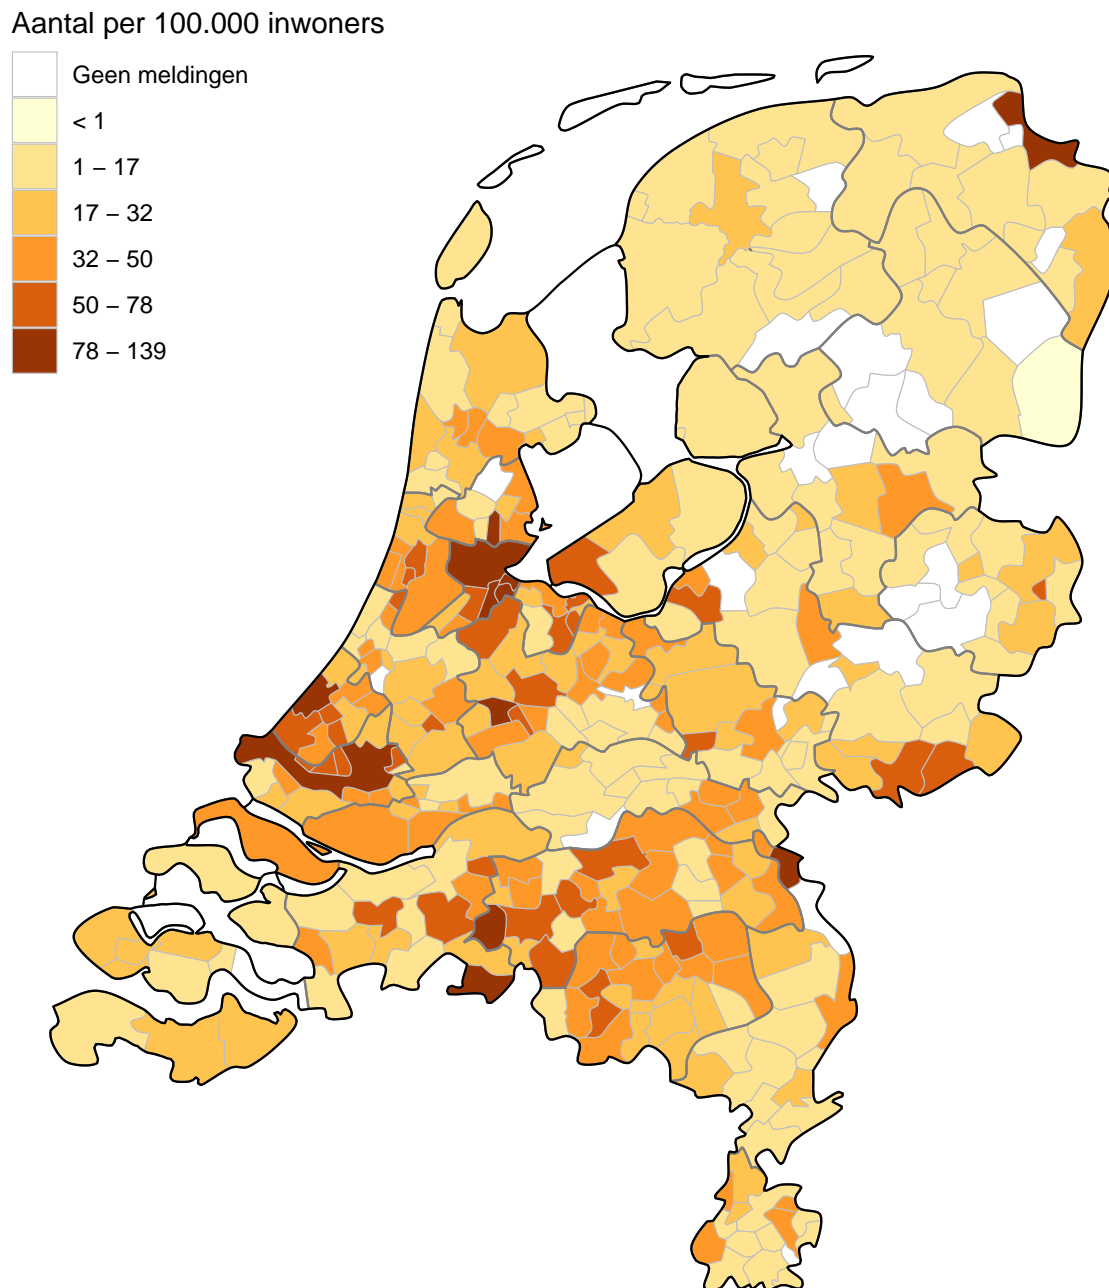 Aantal per 100.000 inwoners
Geen meldingen
< 1
1 – 17
17 – 32
32 – 50
50 – 78
78 – 139